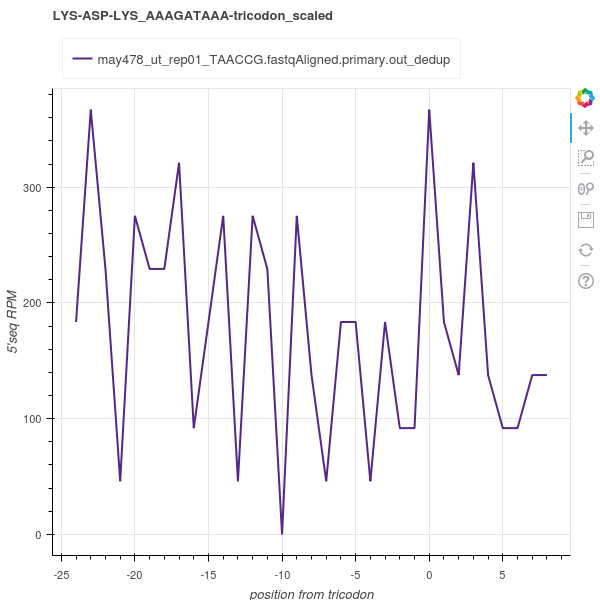 LYS-ASP-LYS_AAAGATAAA-tricodon_scaled
may478_ut_rep01_TAACCG.fastqAligned.primary.out_dedup
5'seq RPM
300
200
100
0
-25 -20 -15 -10 -5 0 5
position from tricodon